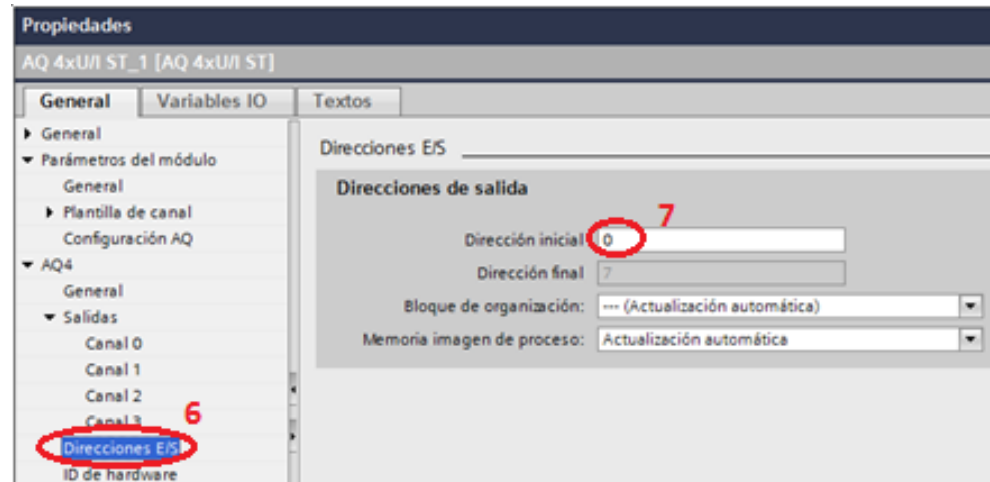 Propiedades
AQ 4xU/I ST_1 [AQ 4xU/I ST]
General
Variables IO
Textos
General
Parámetros del módulo
General
Plantilla de canal
Configuración AQ
AQ4
General
Salidas
Canal 0
Canal 1
Canal 2
Canal 3
6
Direcciones E/S
ID de hardware
Direcciones E/S
Direcciones de salida
7
Dirección inicial 0
Dirección final 7
Bloque de organización: --- (Actualización automática)
Memoria imagen de proceso: Actualización automática